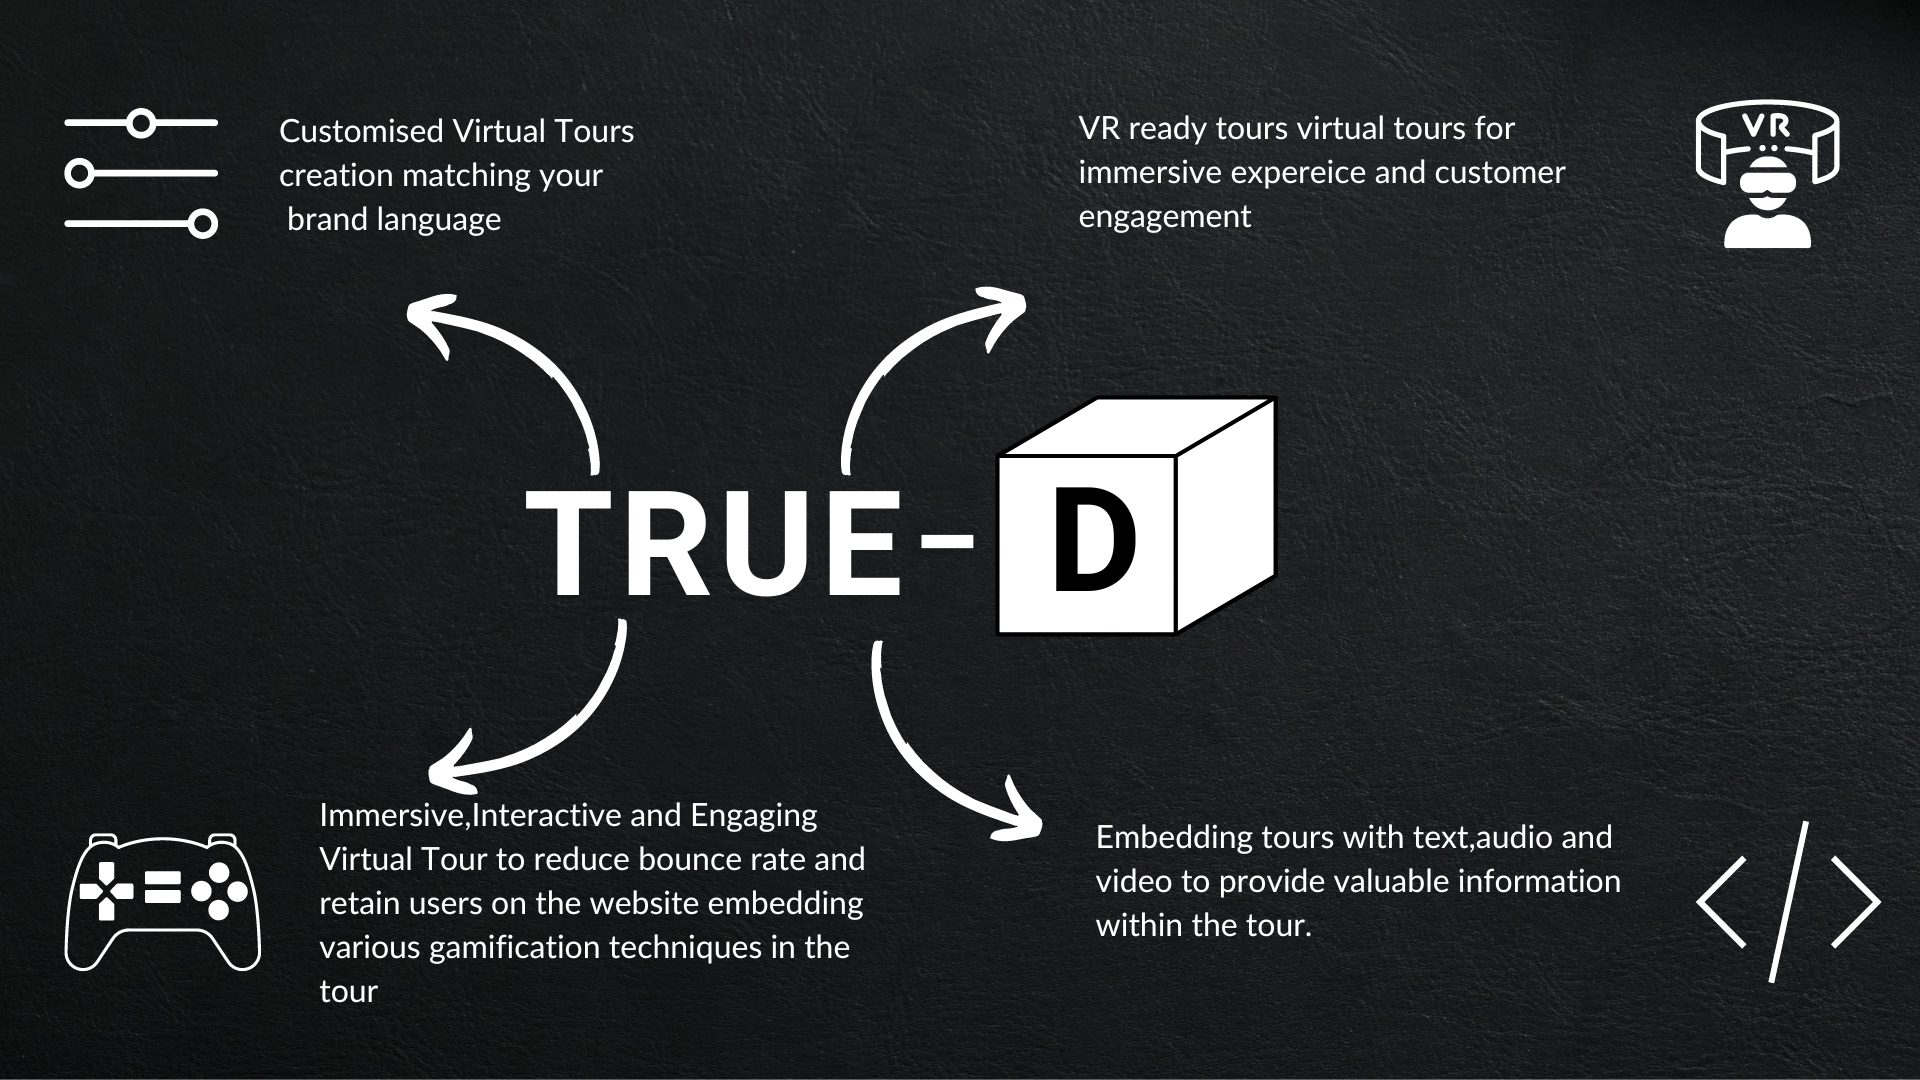 Customised Virtual Tours
creation matching your
brand language
VR ready tours virtual tours for
immersive expereice and customer
engagement
VR
TRUE-D
Immersive,Interactive and Engaging
Virtual Tour to reduce bounce rate and
retain users on the website embedding
various gamification techniques in the
tour
Embedding tours with text,audio and
video to provide valuable information
within the tour.